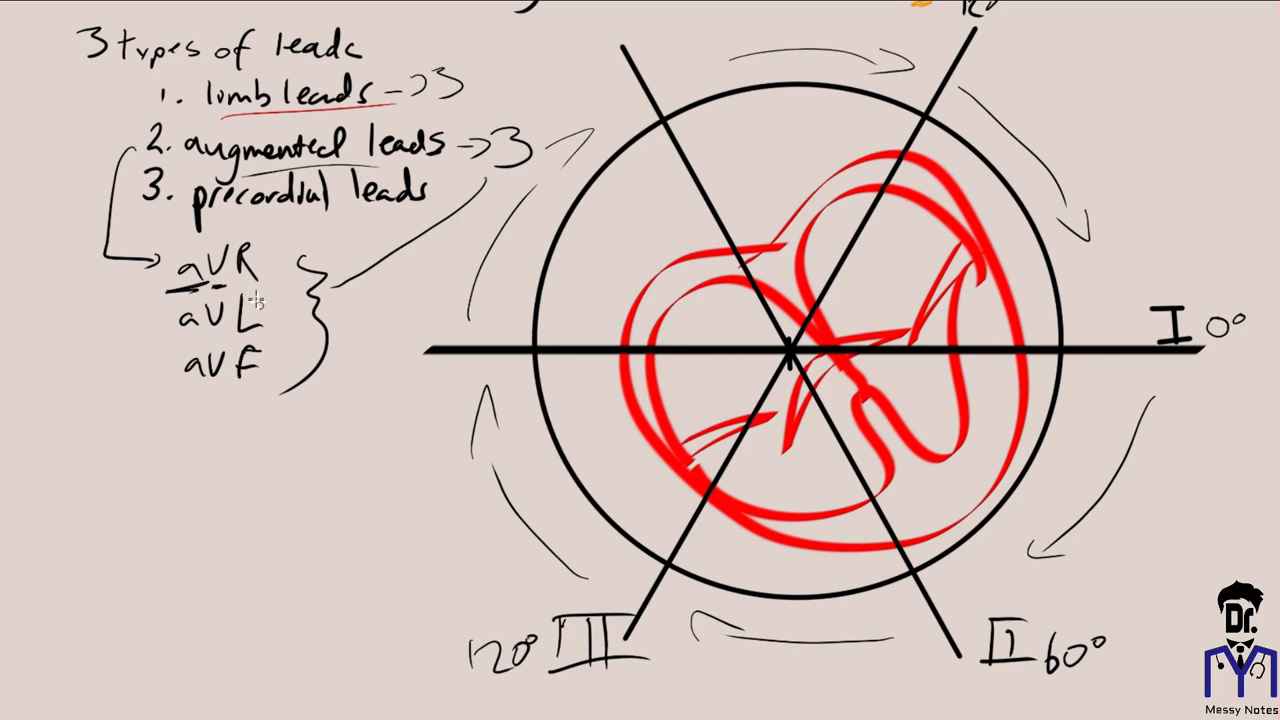 3 types of leads
1. limb leads -> 3
2. augmented leads -> 3
3. precordial leads
aVR
aVL
aVF
I 0°
120° III
II 60°
Dr.
Messy Notes